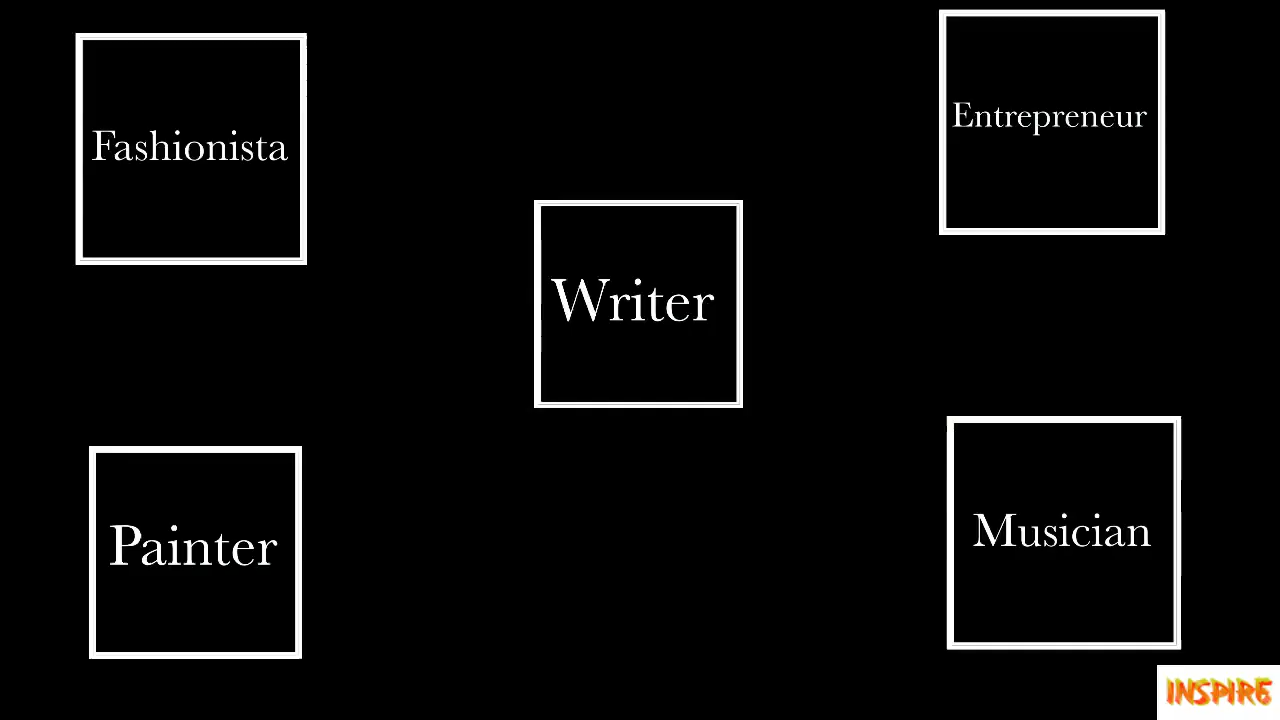 Fashionista
Entrepreneur
Writer
Painter
Musician
INSPIRE